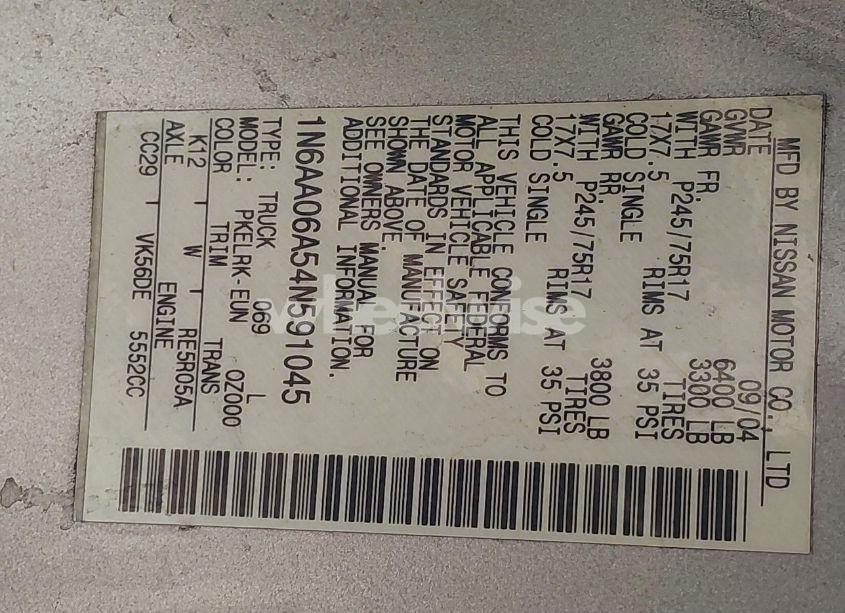 MFD BY NISSAN MOTOR CO., LTD
DATE 09/04
GVWR 6400 LB
GAWR FR. 3300 LB
WITH P245/75R17 TIRES
17X7.5 RIMS AT 35 PSI
COLD SINGLE
GAWR RR. 3800 LB
WITH P245/75R17 TIRES
17X7.5 RIMS AT 35 PSI
COLD SINGLE
THIS VEHICLE CONFORMS TO
ALL APPLICABLE FEDERAL
MOTOR VEHICLE SAFETY
STANDARDS IN EFFECT ON
THE DATE OF MANUFACTURE
SHOWN ABOVE.
SEE OWNERS MANUAL FOR
ADDITIONAL INFORMATION.
1N6AA06A54N591045
TYPE: TRUCK 069 L
MODEL: PKELRK-EUN OZ000
COLOR TRIM TRANS
K12 W RE5R05A
AXLE ENGINE
CC29 VK56DE 5552CC